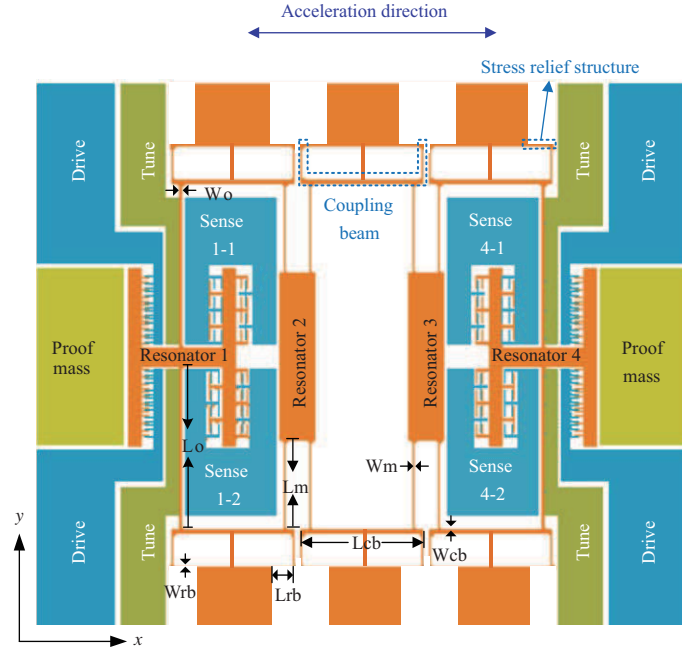 Acceleration direction
Stress relief structure
Drive
Tune
Tune
Drive
Wo
Sense
1-1
Coupling
beam
Sense
4-1
Proof
mass
Resonator 1
Resonator 2
Resonator 3
Resonator 4
Proof
mass
Lo
Lm
Wm
Sense
1-2
Sense
4-2
y
Drive
Tune
Lcb
Wcb
Tune
Drive
Wrb
Lrb
x